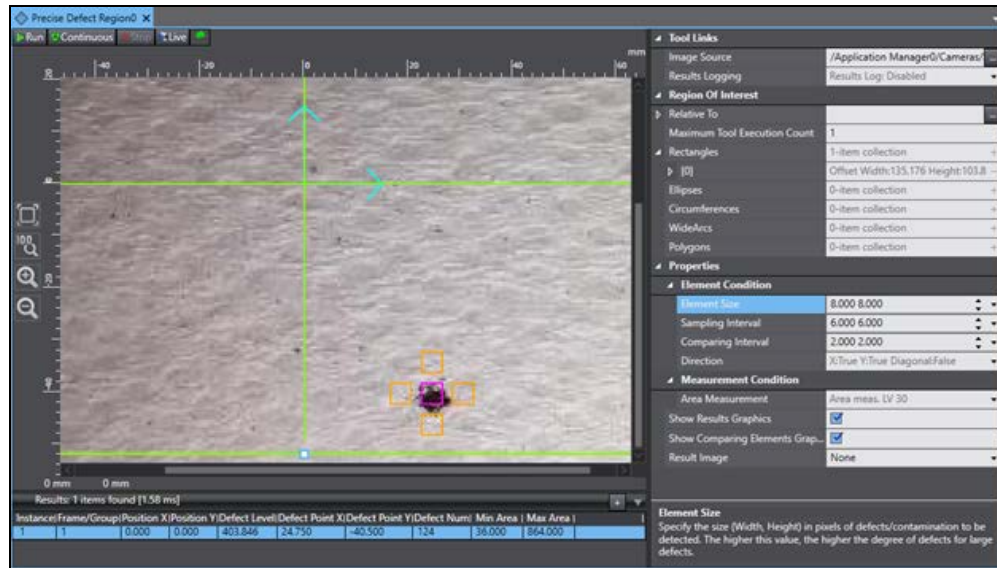 Precise Defect Region0 ×
Run Continuous Stop Live
mm
-40 -20 0 20 40 60
20
0
-20
-40
100
0 mm 0 mm
Results: 1 items found [1.58 ms]
Instance Frame/Group Position X Position Y Defect Level Defect Point X Defect Point Y Defect Num Min Area Max Area
1 1 0.000 0.000 403.846 24.750 -40.500 124 36.000 864.000
Tool Links
Image Source /Application Manager0/Cameras/ ...
Results Logging Results Log: Disabled
Region Of Interest
Relative To ...
Maximum Tool Execution Count 1
Rectangles 1-item collection
[0] Offset Width:135.176 Height:103.8
Ellipses 0-item collection
Circumferences 0-item collection
WideArcs 0-item collection
Polygons 0-item collection
Properties
Element Condition
Element Size 8.000 8.000
Sampling Interval 6.000 6.000
Comparing Interval 2.000 2.000
Direction X:True Y:True Diagonal:False
Measurement Condition
Area Measurement Area meas. LV 30
Show Results Graphics
Show Comparing Elements Grap...
Result Image None
Element Size
Specify the size (Width, Height) in pixels of defects/contamination to be
detected. The higher this value, the higher the degree of defects for large
defects.